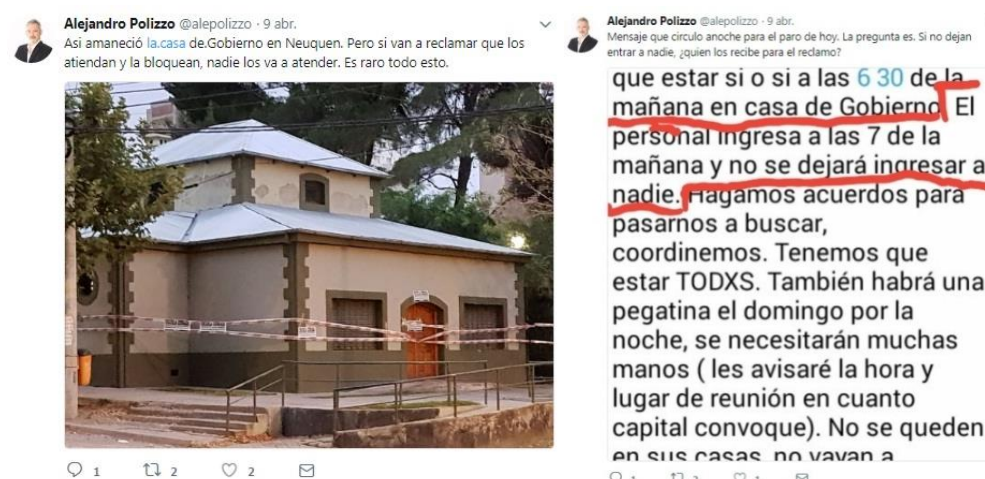 Alejandro Polizzo @alepolizzo · 9 abr.
Asi amaneció la.casa de.Gobierno en Neuquen. Pero si van a reclamar que los
atiendan y la bloquean, nadie los va a atender. Es raro todo esto.
1 2 2
Alejandro Polizzo @alepolizzo · 9 abr.
Mensaje que circulo anoche para el paro de hoy. La pregunta es. Si no dejan
entrar a nadie, ¿quien los recibe para el reclamo?
que estar si o si a las 6 30 de la
mañana en casa de Gobierno. El
personal ingresa a las 7 de la
mañana y no se dejará ingresar a
nadie. Hagamos acuerdos para
pasarnos a buscar,
coordinemos. Tenemos que
estar TODXS. También habrá una
pegatina el domingo por la
noche, se necesitarán muchas
manos ( les avisaré la hora y
lugar de reunión en cuanto
capital convoque). No se queden
en sus casas, no vayan a